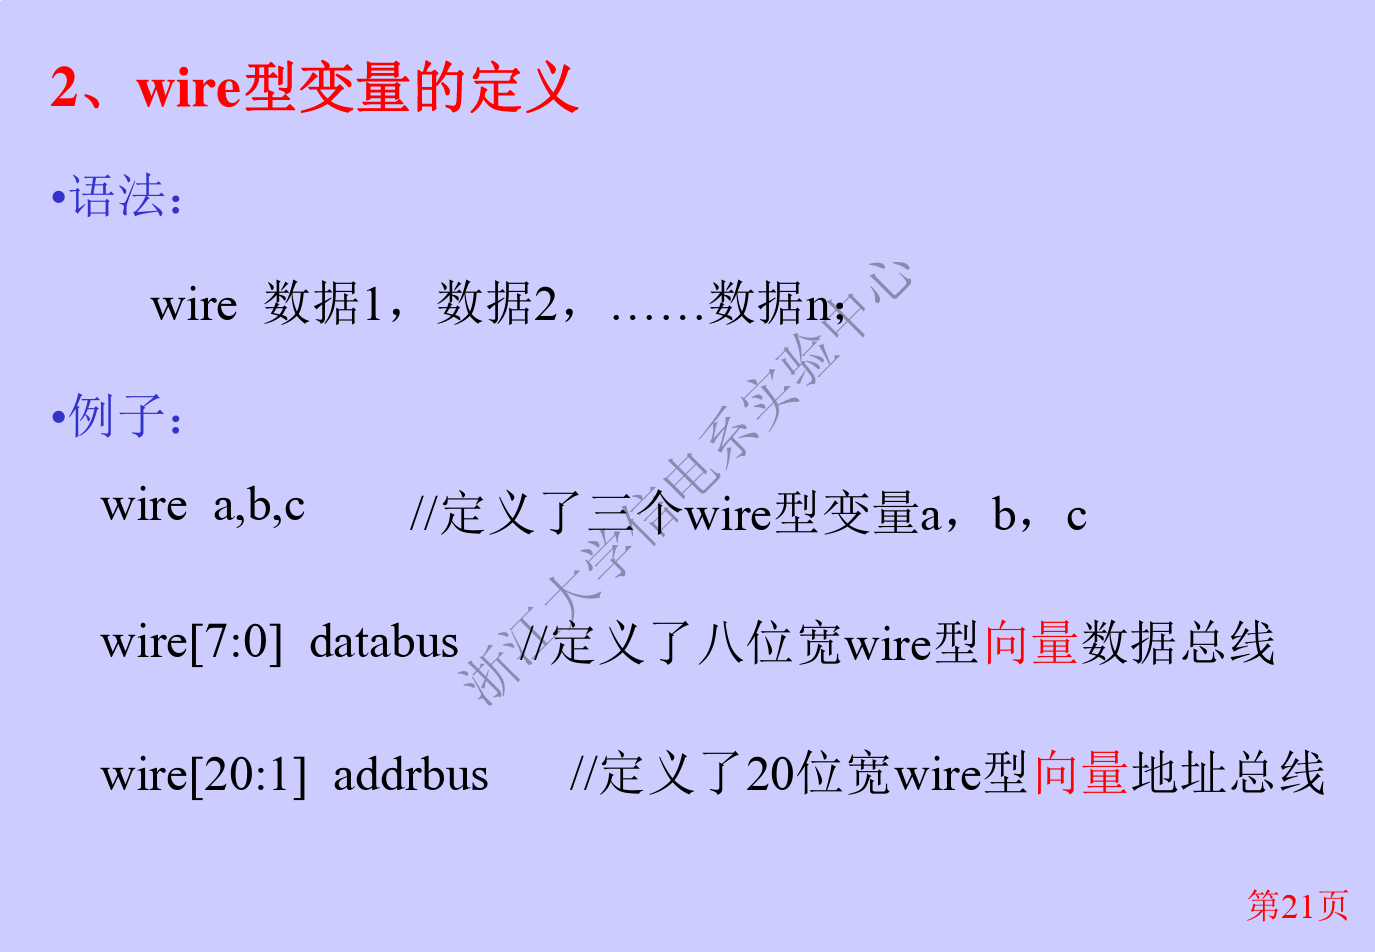 2、wire型变量的定义
•语法：
wire 数据1，数据2，……数据n；
•例子：
wire a,b,c //定义了三个wire型变量a，b，c
wire[7:0] databus //定义了八位宽wire型向量数据总线
wire[20:1] addrbus //定义了20位宽wire型向量地址总线
浙江大学信电系实验中心
第21页